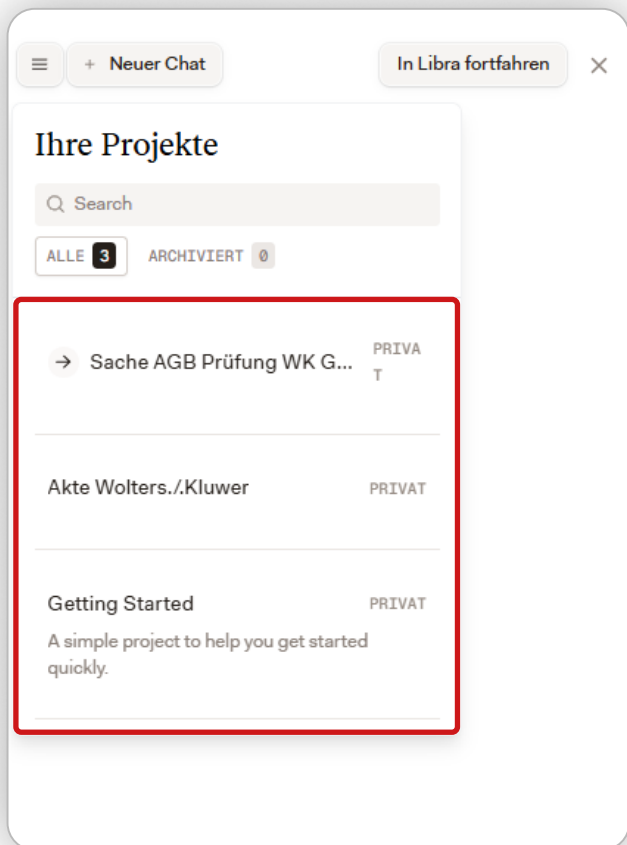 + Neuer Chat
In Libra fortfahren
Ihre Projekte
Search
ALLE 3
ARCHIVIERT 0
Sache AGB Prüfung WK G...
PRIVA
T
Akte Wolters./.Kluwer
PRIVAT
Getting Started
PRIVAT
A simple project to help you get started
quickly.